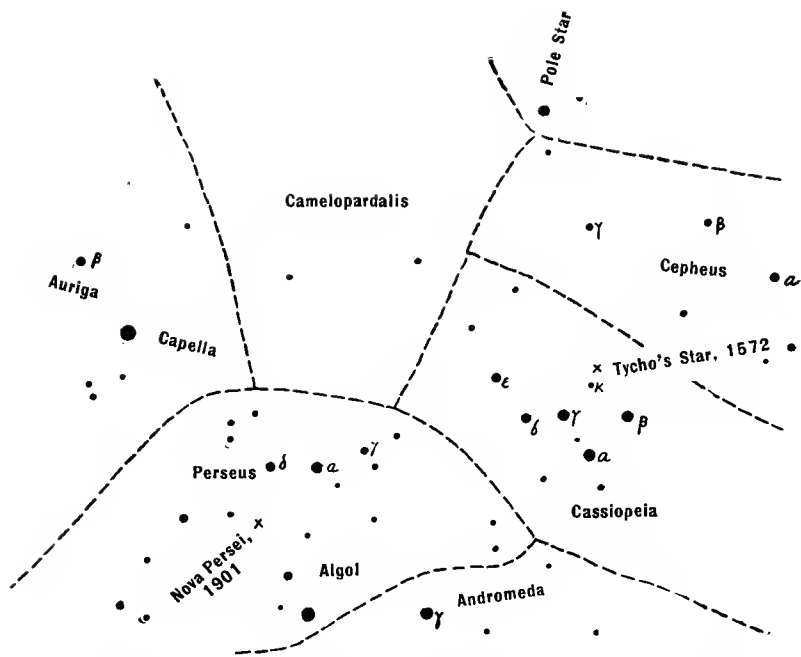 Pole Star
Camelopardalis
γ
β
β
Cepheus
Auriga
α
Capella
Tycho's Star, 1572
κ
ε
δ
γ
β
γ
α
Perseus
δ
α
Cassiopeia
Nova Persei,
1901
Algol
Andromeda
γ